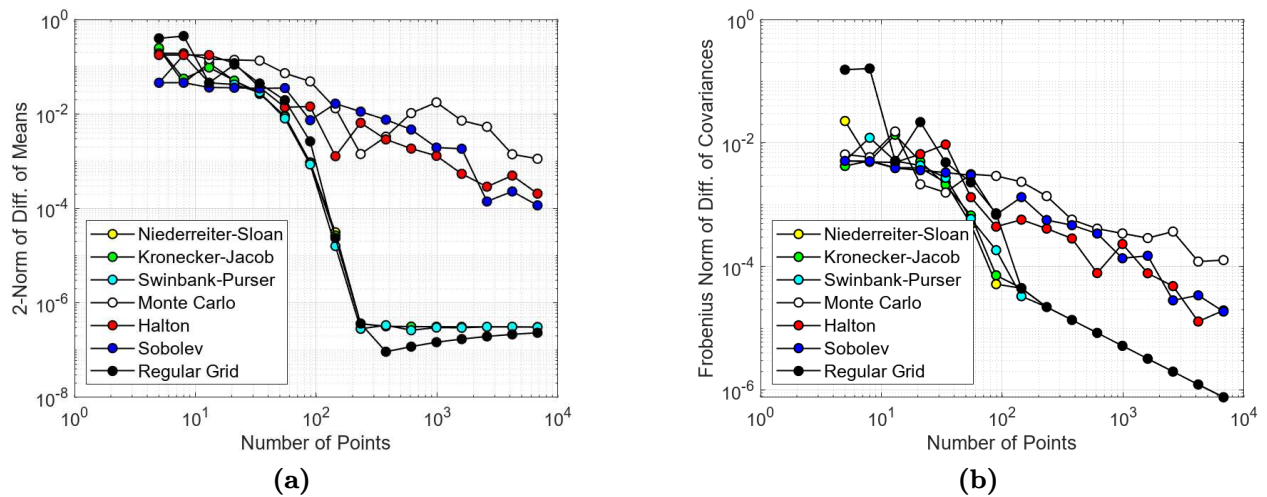 10^0
10^-2
10^-4
10^-6
10^-8
2-Norm of Diff. of Means
Niederreiter-Sloan
Kronecker-Jacob
Swinbank-Purser
Monte Carlo
Halton
Sobolev
Regular Grid
10^0 10^1 10^2 10^3 10^4
Number of Points
(a)
10^0
10^-2
10^-4
10^-6
Frobenius Norm of Diff. of Covariances
Niederreiter-Sloan
Kronecker-Jacob
Swinbank-Purser
Monte Carlo
Halton
Sobolev
Regular Grid
10^0 10^1 10^2 10^3 10^4
Number of Points
(b)